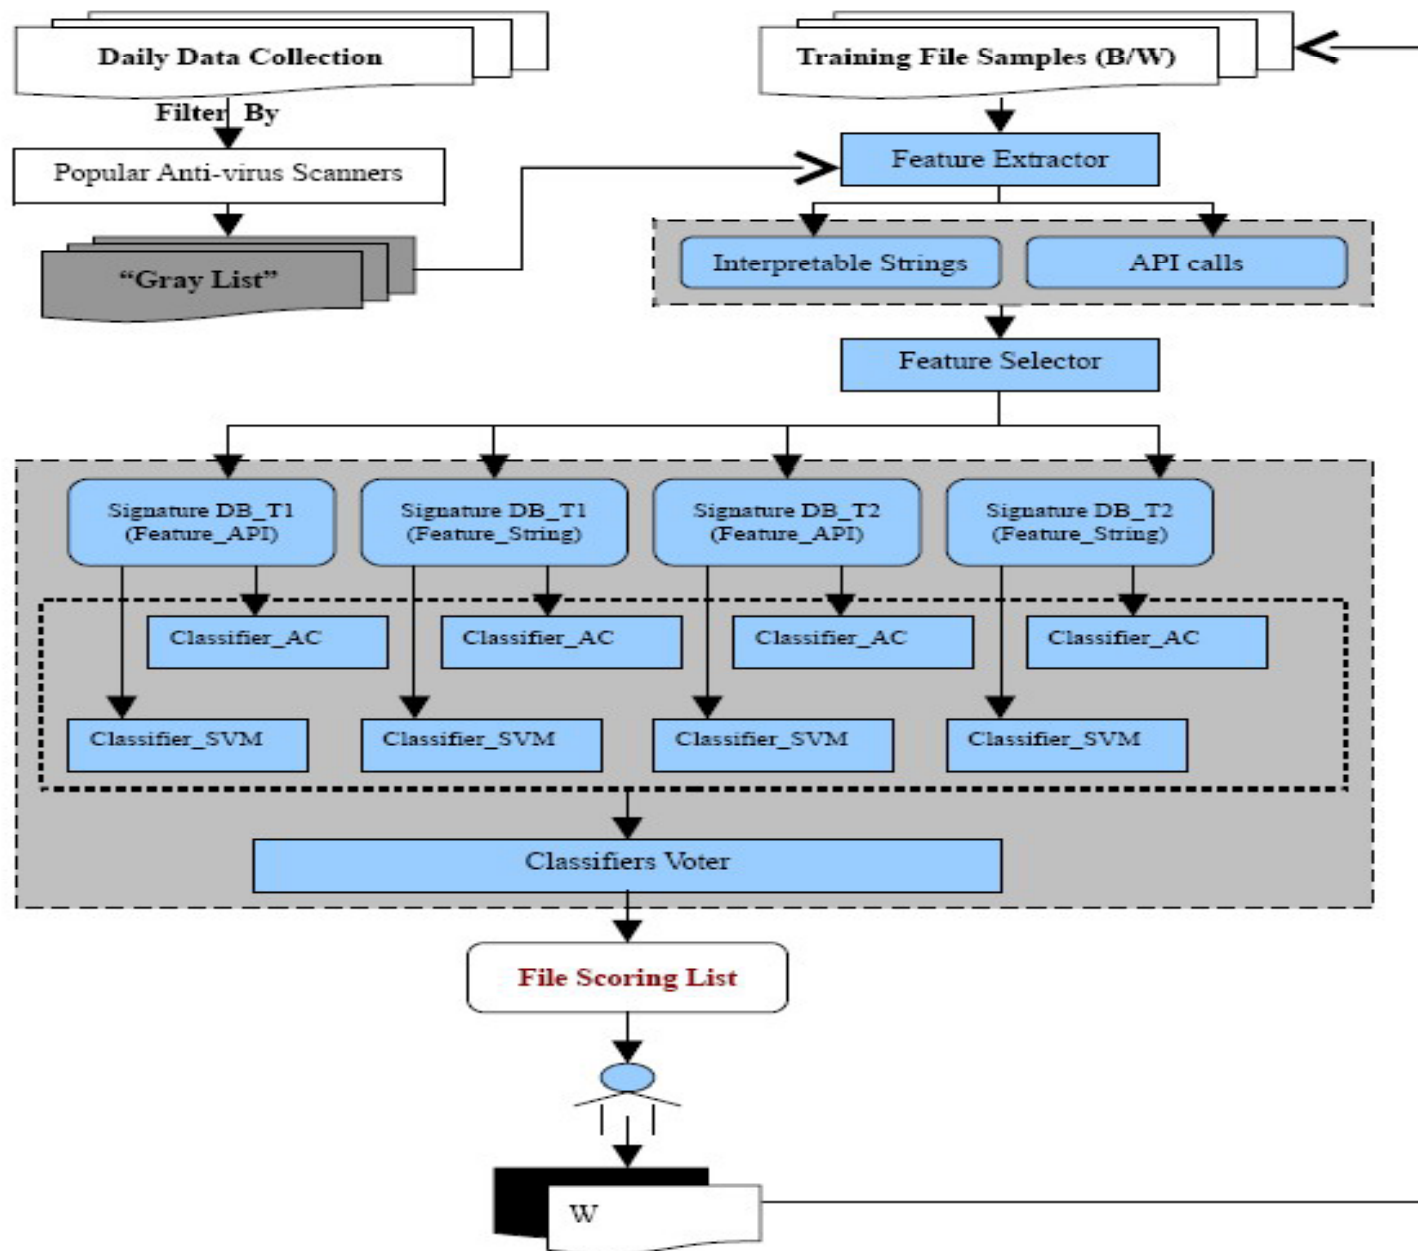 Daily Data Collection
Training File Samples (B/W)
Filter By
Popular Anti-virus Scanners
Feature Extractor
“Gray List”
Interpretable Strings
API calls
Feature Selector
Signature DB_T1
(Feature_API)
Signature DB_T1
(Feature_String)
Signature DB_T2
(Feature_API)
Signature DB_T2
(Feature_String)
Classifier_AC
Classifier_AC
Classifier_AC
Classifier_AC
Classifier_SVM
Classifier_SVM
Classifier_SVM
Classifier_SVM
Classifiers Voter
File Scoring List
W